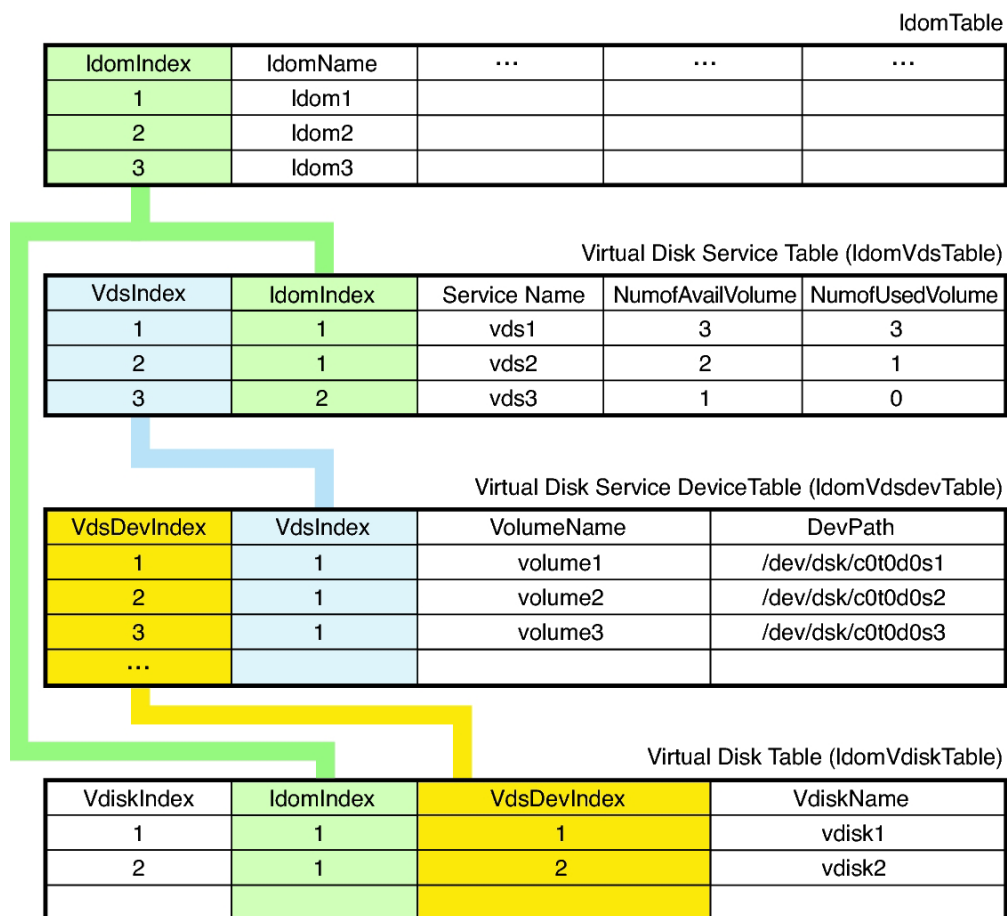 ldomTable
ldomIndex ldomName ... ... ...
1 ldom1
2 ldom2
3 ldom3
Virtual Disk Service Table (ldomVdsTable)
VdsIndex ldomIndex Service Name NumofAvailVolume NumofUsedVolume
1 1 vds1 3 3
2 1 vds2 2 1
3 2 vds3 1 0
Virtual Disk Service DeviceTable (ldomVdsdevTable)
VdsDevIndex VdsIndex VolumeName DevPath
1 1 volume1 /dev/dsk/c0t0d0s1
2 1 volume2 /dev/dsk/c0t0d0s2
3 1 volume3 /dev/dsk/c0t0d0s3
...
Virtual Disk Table (ldomVdiskTable)
VdiskIndex ldomIndex VdsDevIndex VdiskName
1 1 1 vdisk1
2 1 2 vdisk2